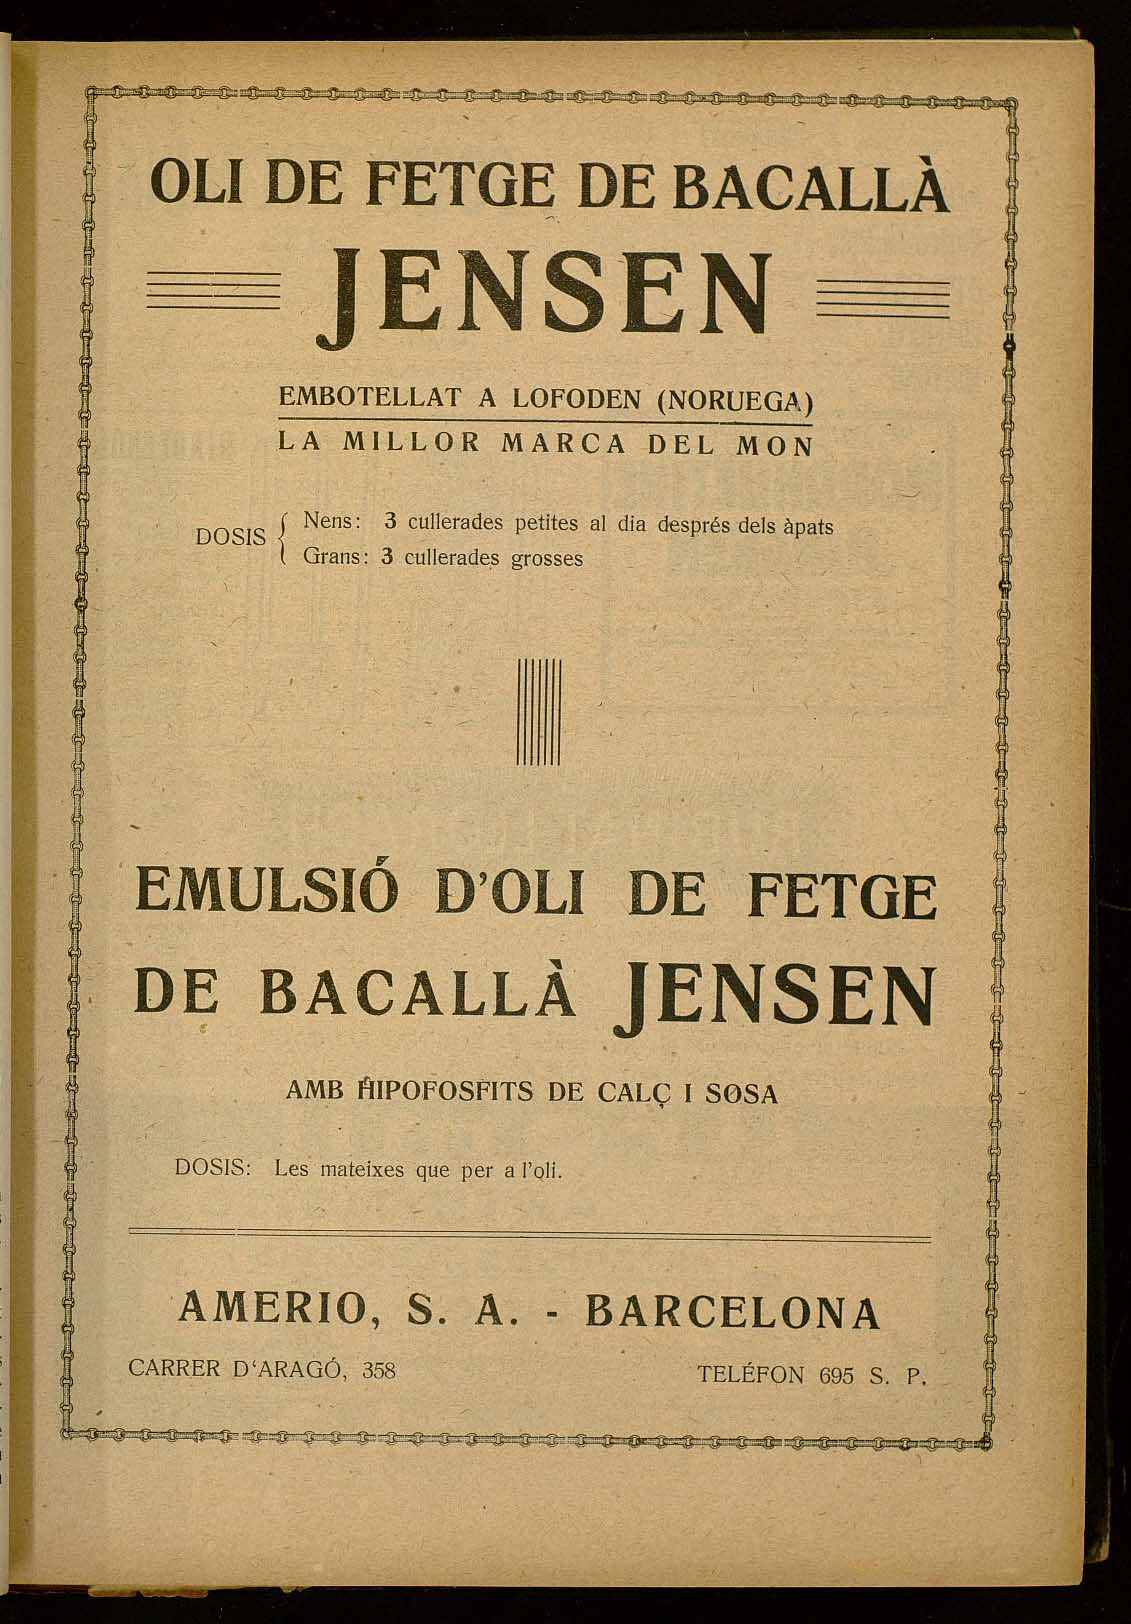 OLI DE FETGE DE BACALLÀ
JENSEN
EMBOTELLAT A LOFODEN (NORUEGA)
LA MILLOR MARCA DEL MON
DOSIS { Nens: 3 cullerades petites al dia després dels àpats
Grans: 3 cullerades grosses
EMULSIÓ D'OLI DE FETGE
DE BACALLÀ JENSEN
AMB HIPOFOSFITS DE CALÇ I SOSA
DOSIS: Les mateixes que per a l'oli.
AMERIO, S. A. - BARCELONA
CARRER D'ARAGÓ, 358
TELÉFON 695 S. P.